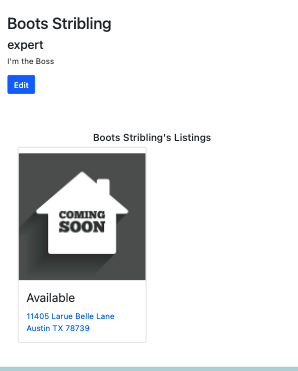 Boots Stribling
expert
I'm the Boss
Edit
Boots Stribling's Listings
COMING
SOON
Available
11405 Larue Belle Lane
Austin TX 78739